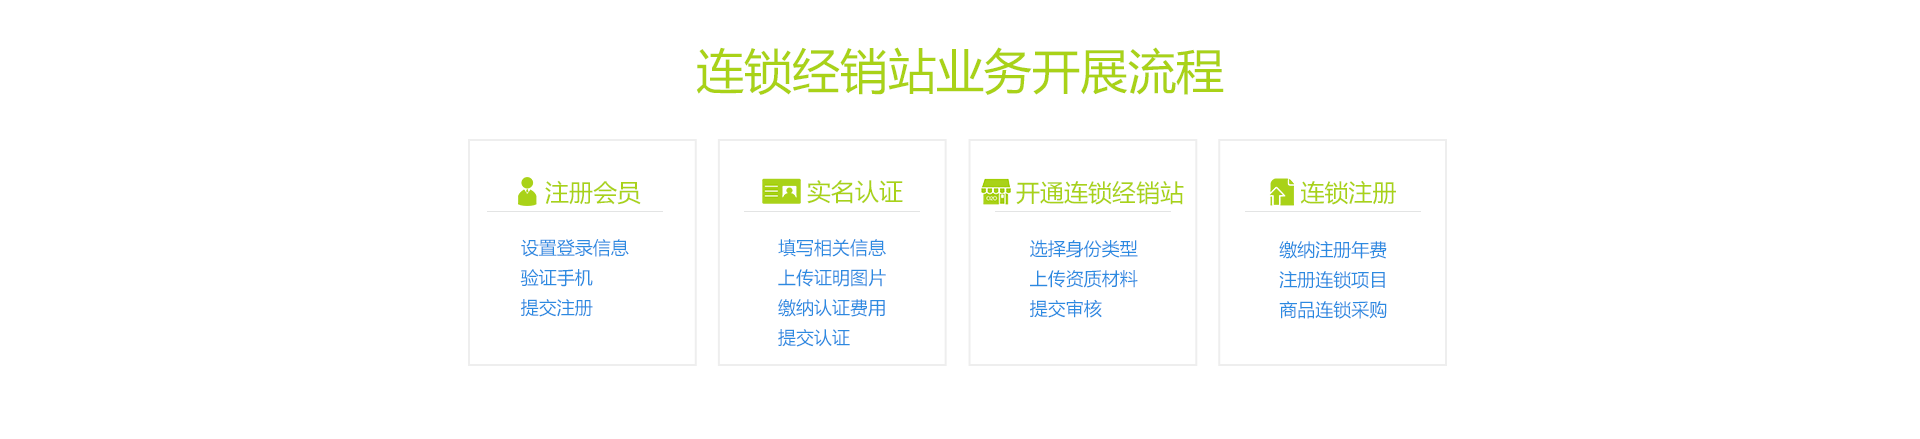 连锁经销站业务开展流程
注册会员
设置登录信息
验证手机
提交注册
实名认证
填写相关信息
上传证明图片
缴纳认证费用
提交认证
开通连锁经销站
选择身份类型
上传资质材料
提交审核
连锁注册
缴纳注册年费
注册连锁项目
商品连锁采购